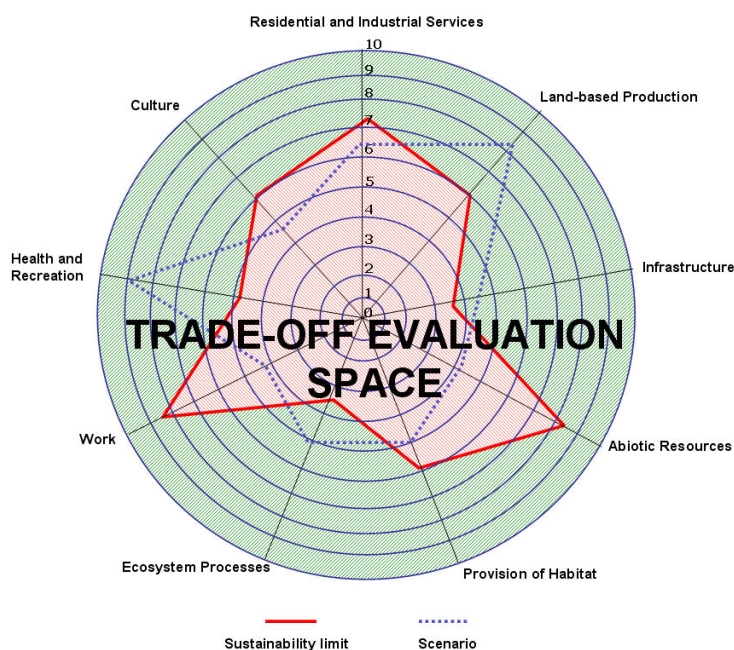 Residential and Industrial Services
10
9
8
7
6
5
4
3
2
1
0
Culture
Land-based Production
Health and
Recreation
Infrastructure
TRADE-OFF EVALUATION
SPACE
Work
Abiotic Resources
Ecosystem Processes
Provision of Habitat
Sustainability limit
Scenario